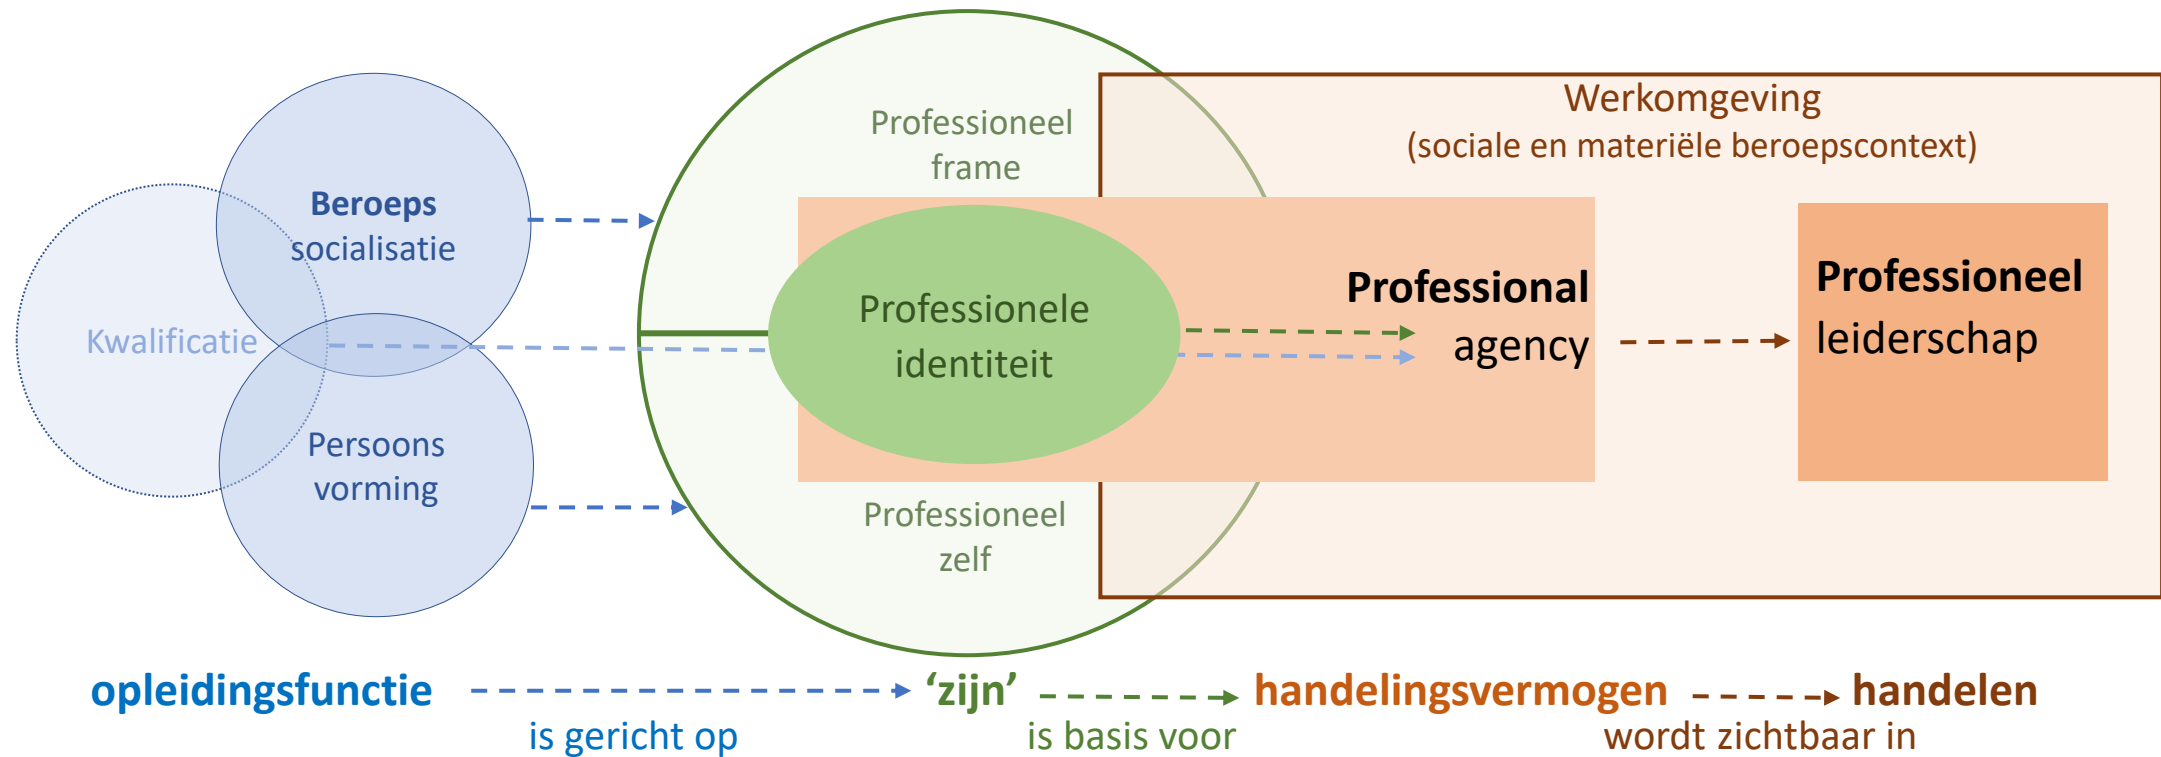 Beroeps
socialisatie
Kwalificatie
Persoons
vorming
Professioneel
frame
Professionele
identiteit
Professioneel
zelf
Werkomgeving
(sociale en materiële beroepscontext)
Professional
agency
Professioneel
leiderschap
opleidingsfunctie
is gericht op
‘zijn’
is basis voor
handelingsvermogen
wordt zichtbaar in
handelen